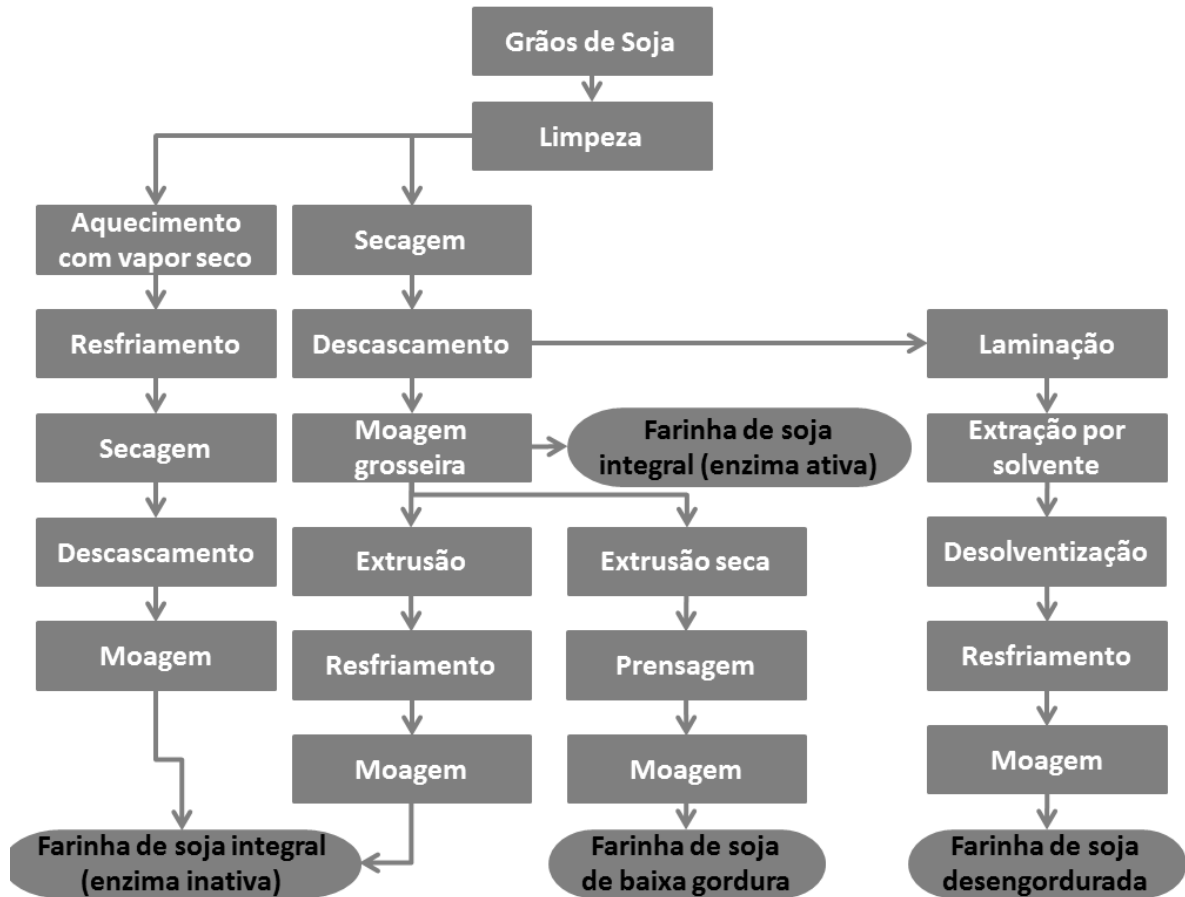 Grãos de Soja
Limpeza
Aquecimento
com vapor seco
Secagem
Resfriamento
Descascamento
Laminação
Secagem
Moagem
grosseira
Farinha de soja
integral (enzima ativa)
Extração por
solvente
Descascamento
Extrusão
Extrusão seca
Desolventização
Moagem
Resfriamento
Prensagem
Resfriamento
Moagem
Moagem
Moagem
Farinha de soja integral
(enzima inativa)
Farinha de soja
de baixa gordura
Farinha de soja
desengordurada